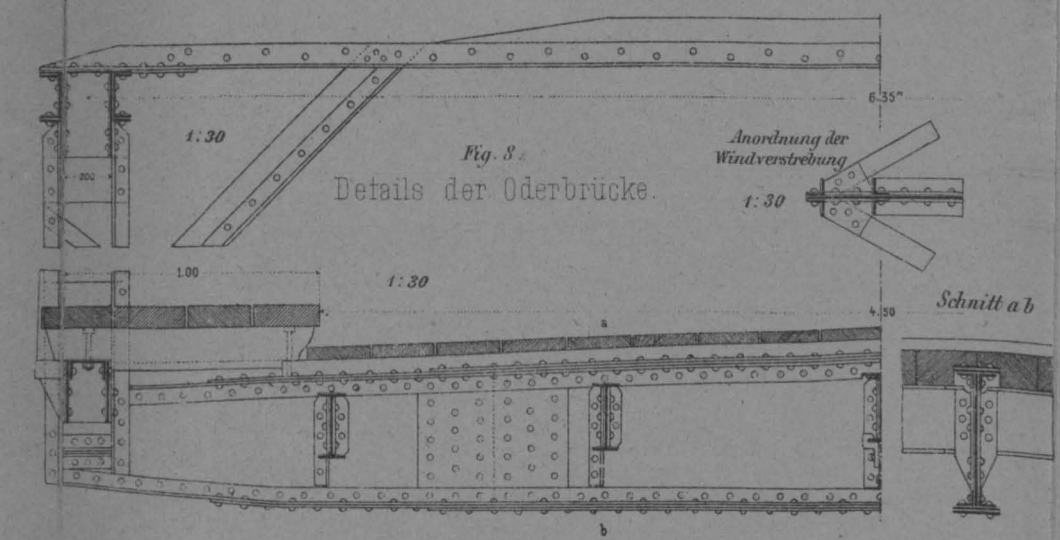 6.35ᵐ
1:30
Anordnung der
Windverstrebung
Fig. 8.
200
Details der Oderbrücke.
1:30
1.00
1:30
Schnitt a b
4.50
a
b